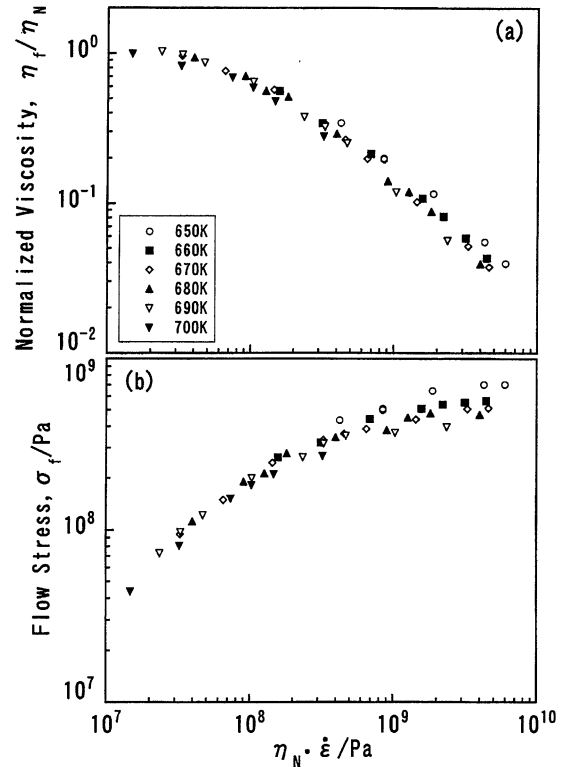 (a)
Normalized Viscosity, η_f/η_N
10^0
10^-1
10^-2
650K
660K
670K
680K
690K
700K
(b)
Flow Stress, σ_f/Pa
10^9
10^8
10^7
10^7 10^8 10^9 10^10
η_N · ε̇ /Pa